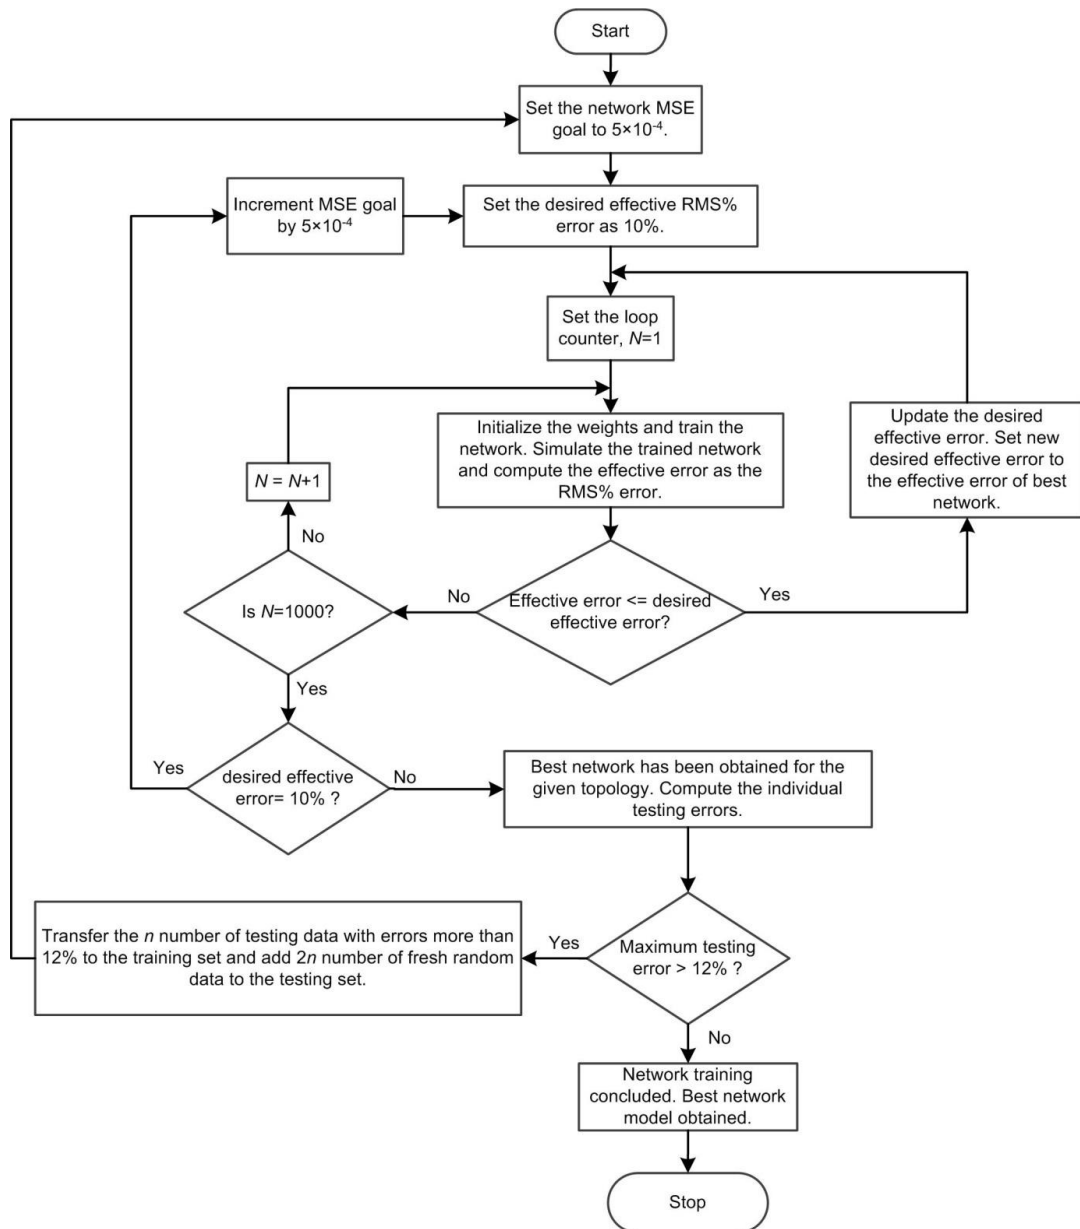 Start
Set the network MSE
goal to 5×10⁻⁴.
Increment MSE goal
by 5×10⁻⁴
Set the desired effective RMS%
error as 10%.
Set the loop
counter, N=1
Initialize the weights and train the
network. Simulate the trained network
and compute the effective error as the
RMS% error.
Update the desired
effective error. Set new
desired effective error to
the effective error of best
network.
N = N+1
No
Is N=1000?
No
Effective error <= desired
effective error?
Yes
Yes
Yes
desired effective
error= 10% ?
No
Best network has been obtained for the
given topology. Compute the individual
testing errors.
Transfer the n number of testing data with errors more than
12% to the training set and add 2n number of fresh random
data to the testing set.
Yes
Maximum testing
error > 12% ?
No
Network training
concluded. Best network
model obtained.
Stop